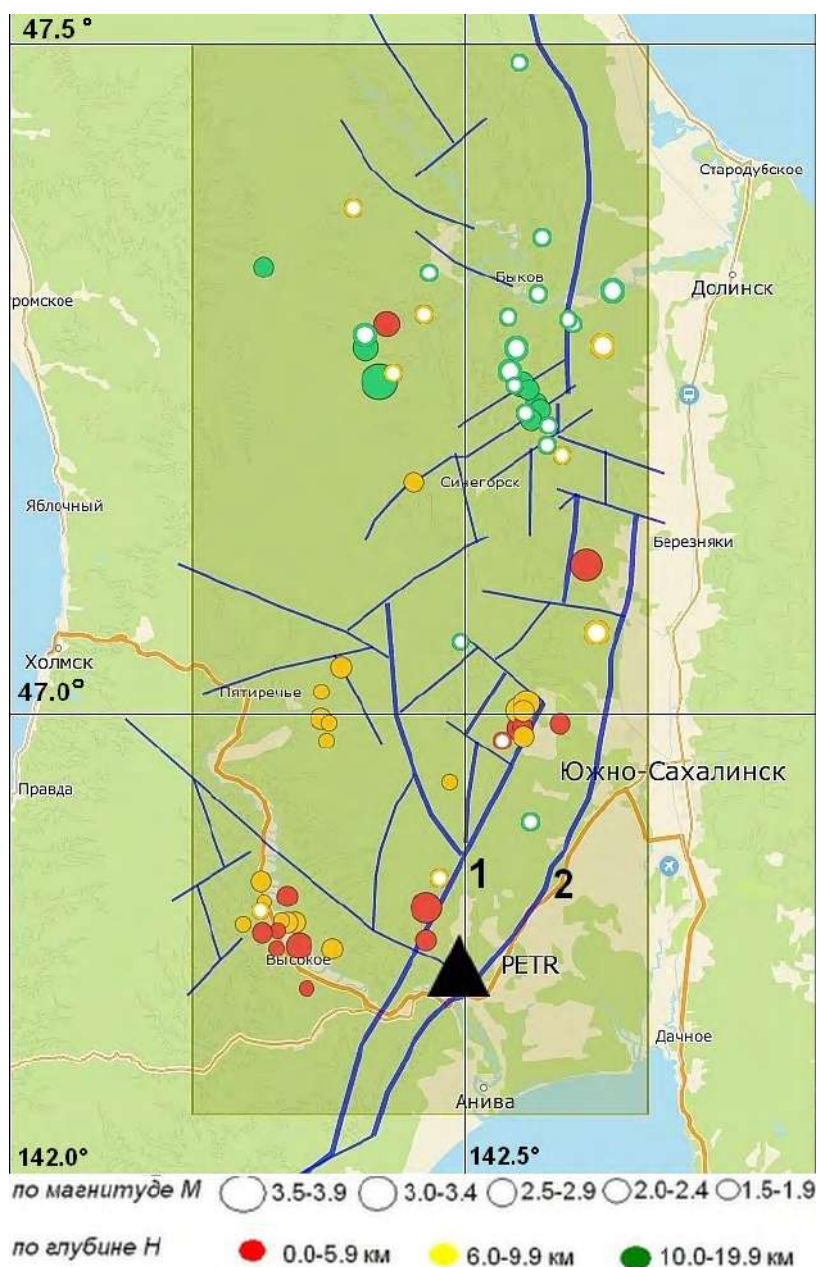 47.5 °
Стародубское
Быков
Долинск
ромское
Синегорск
Яблочный
Березняки
Холмск
Пятиречье
47.0°
Южно-Сахалинск
Правда
1
2
Высокое
PETR
Дачное
Анива
142.0°
142.5°
по магнитуде M 3.5-3.9 3.0-3.4 2.5-2.9 2.0-2.4 1.5-1.9
по глубине H 0.0-5.9 км 6.0-9.9 км 10.0-19.9 км